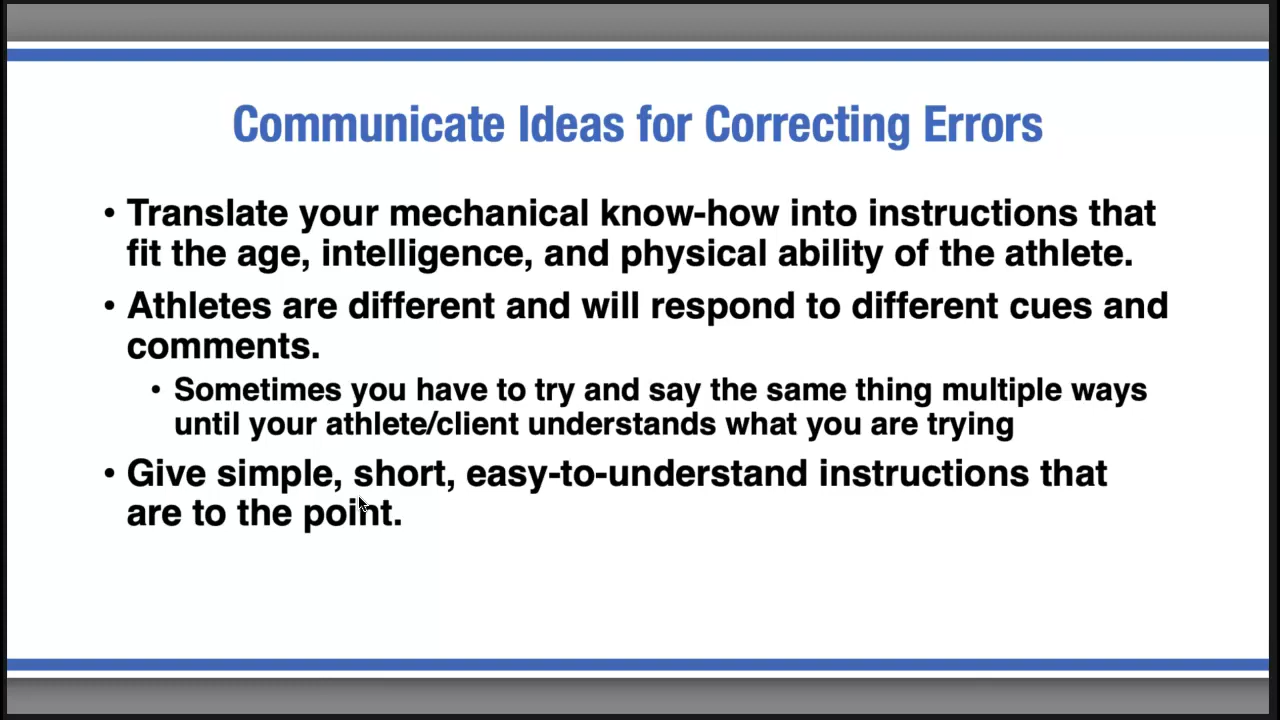 Communicate Ideas for Correcting Errors
• Translate your mechanical know-how into instructions that
fit the age, intelligence, and physical ability of the athlete.
• Athletes are different and will respond to different cues and
comments.
• Sometimes you have to try and say the same thing multiple ways
until your athlete/client understands what you are trying
• Give simple, short, easy-to-understand instructions that
are to the point.